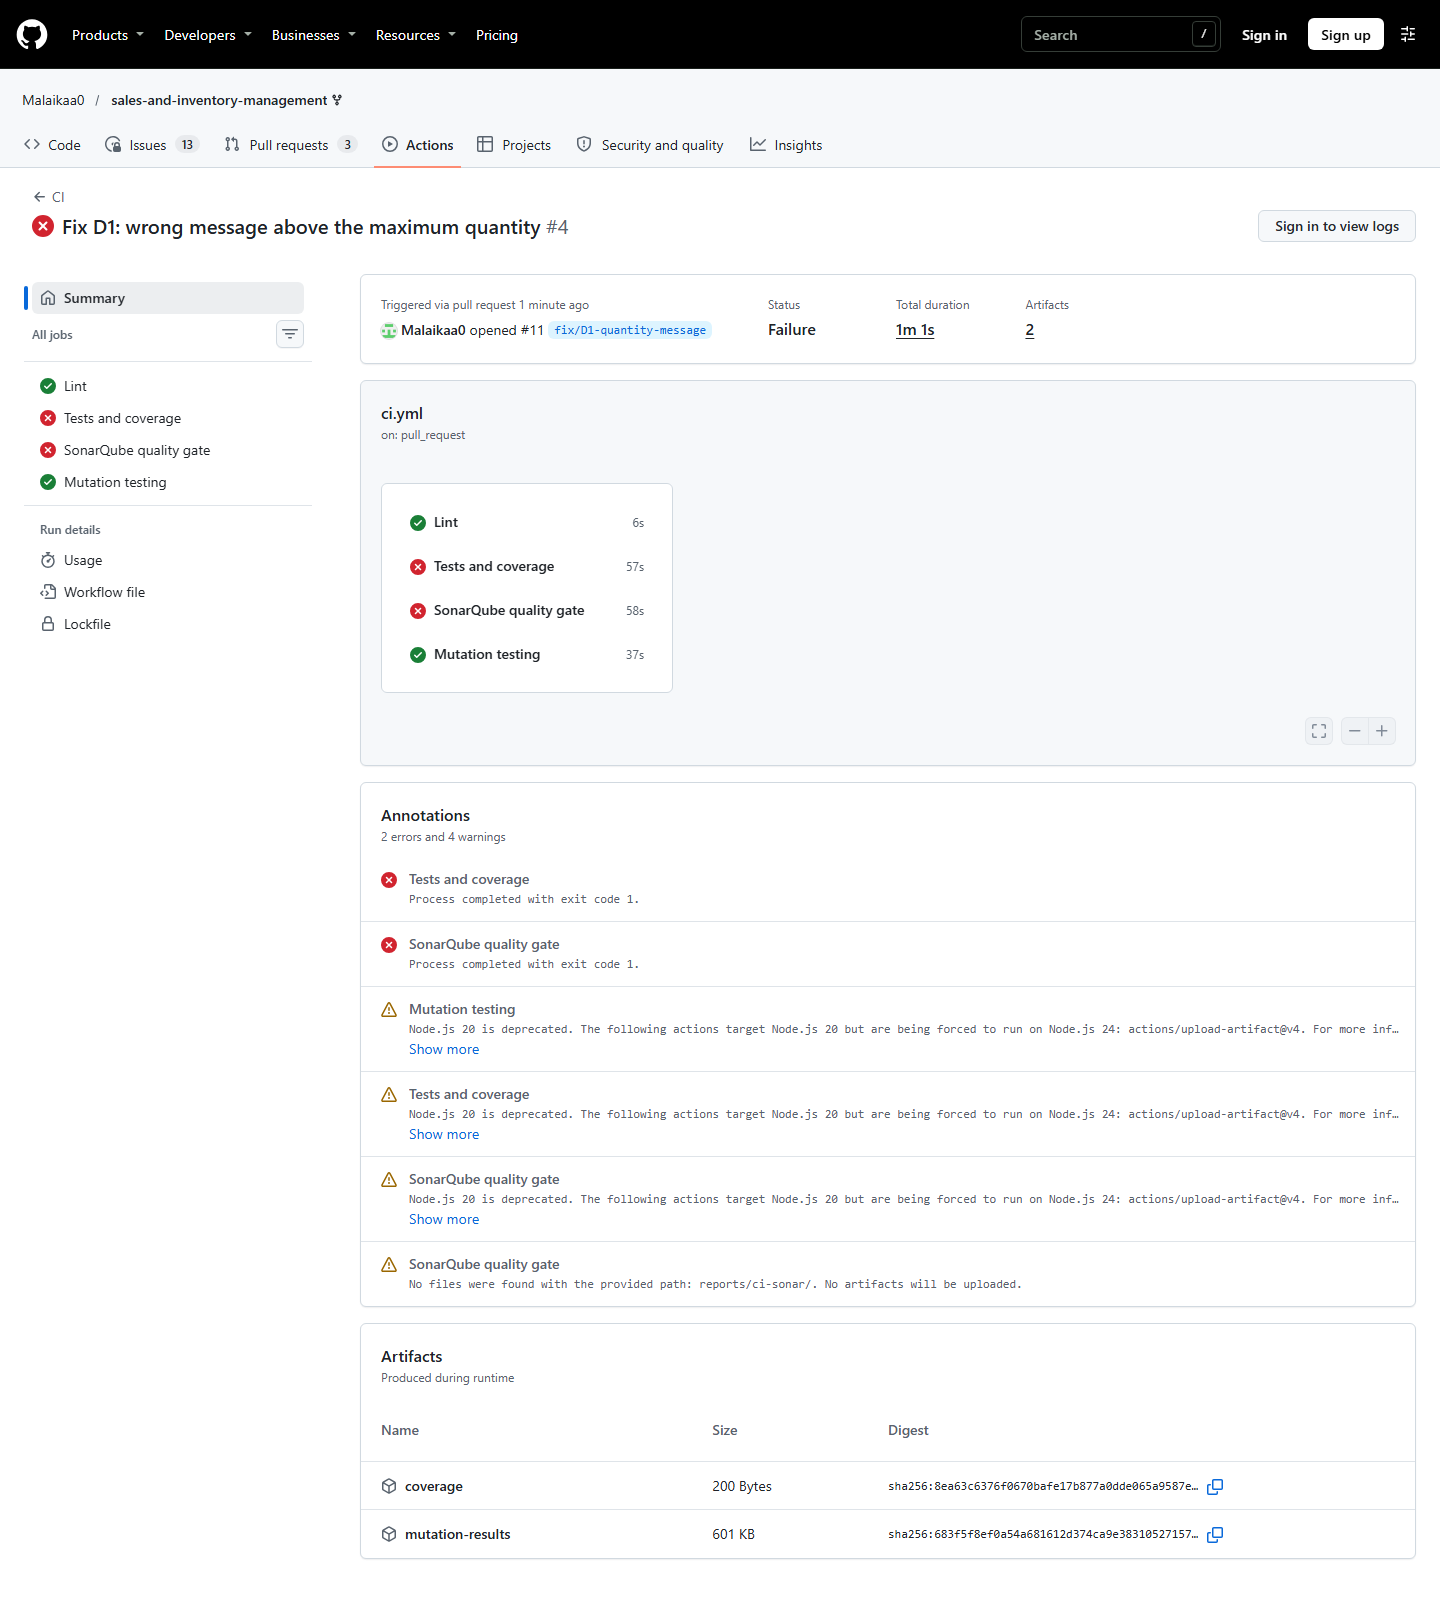 Products Developers Businesses Resources Pricing Search / Sign in Sign up
Malaikaa0 / sales-and-inventory-management
Code Issues 13 Pull requests 3 Actions Projects Security and quality Insights
CI
Fix D1: wrong message above the maximum quantity #4
Sign in to view logs
Summary
All jobs
Lint
Tests and coverage
SonarQube quality gate
Mutation testing
Run details
Usage
Workflow file
Lockfile
Triggered via pull request 1 minute ago
Malaikaa0 opened #11 fix/D1-quantity-message
Status
Failure
Total duration
1m 1s
Artifacts
2
ci.yml
on: pull_request
Lint 6s
Tests and coverage 57s
SonarQube quality gate 58s
Mutation testing 37s
Annotations
2 errors and 4 warnings
Tests and coverage
Process completed with exit code 1.
SonarQube quality gate
Process completed with exit code 1.
Mutation testing
Node.js 20 is deprecated. The following actions target Node.js 20 but are being forced to run on Node.js 24: actions/upload-artifact@v4. For more inf…
Show more
Tests and coverage
Node.js 20 is deprecated. The following actions target Node.js 20 but are being forced to run on Node.js 24: actions/upload-artifact@v4. For more inf…
Show more
SonarQube quality gate
Node.js 20 is deprecated. The following actions target Node.js 20 but are being forced to run on Node.js 24: actions/upload-artifact@v4. For more inf…
Show more
SonarQube quality gate
No files were found with the provided path: reports/ci-sonar/. No artifacts will be uploaded.
Artifacts
Produced during runtime
Name Size Digest
coverage 200 Bytes sha256:8ea63c6376f0670bafe17b877a0dde065a9587e…
mutation-results 601 KB sha256:683f5f8ef0a54a681612d374ca9e38310527157…